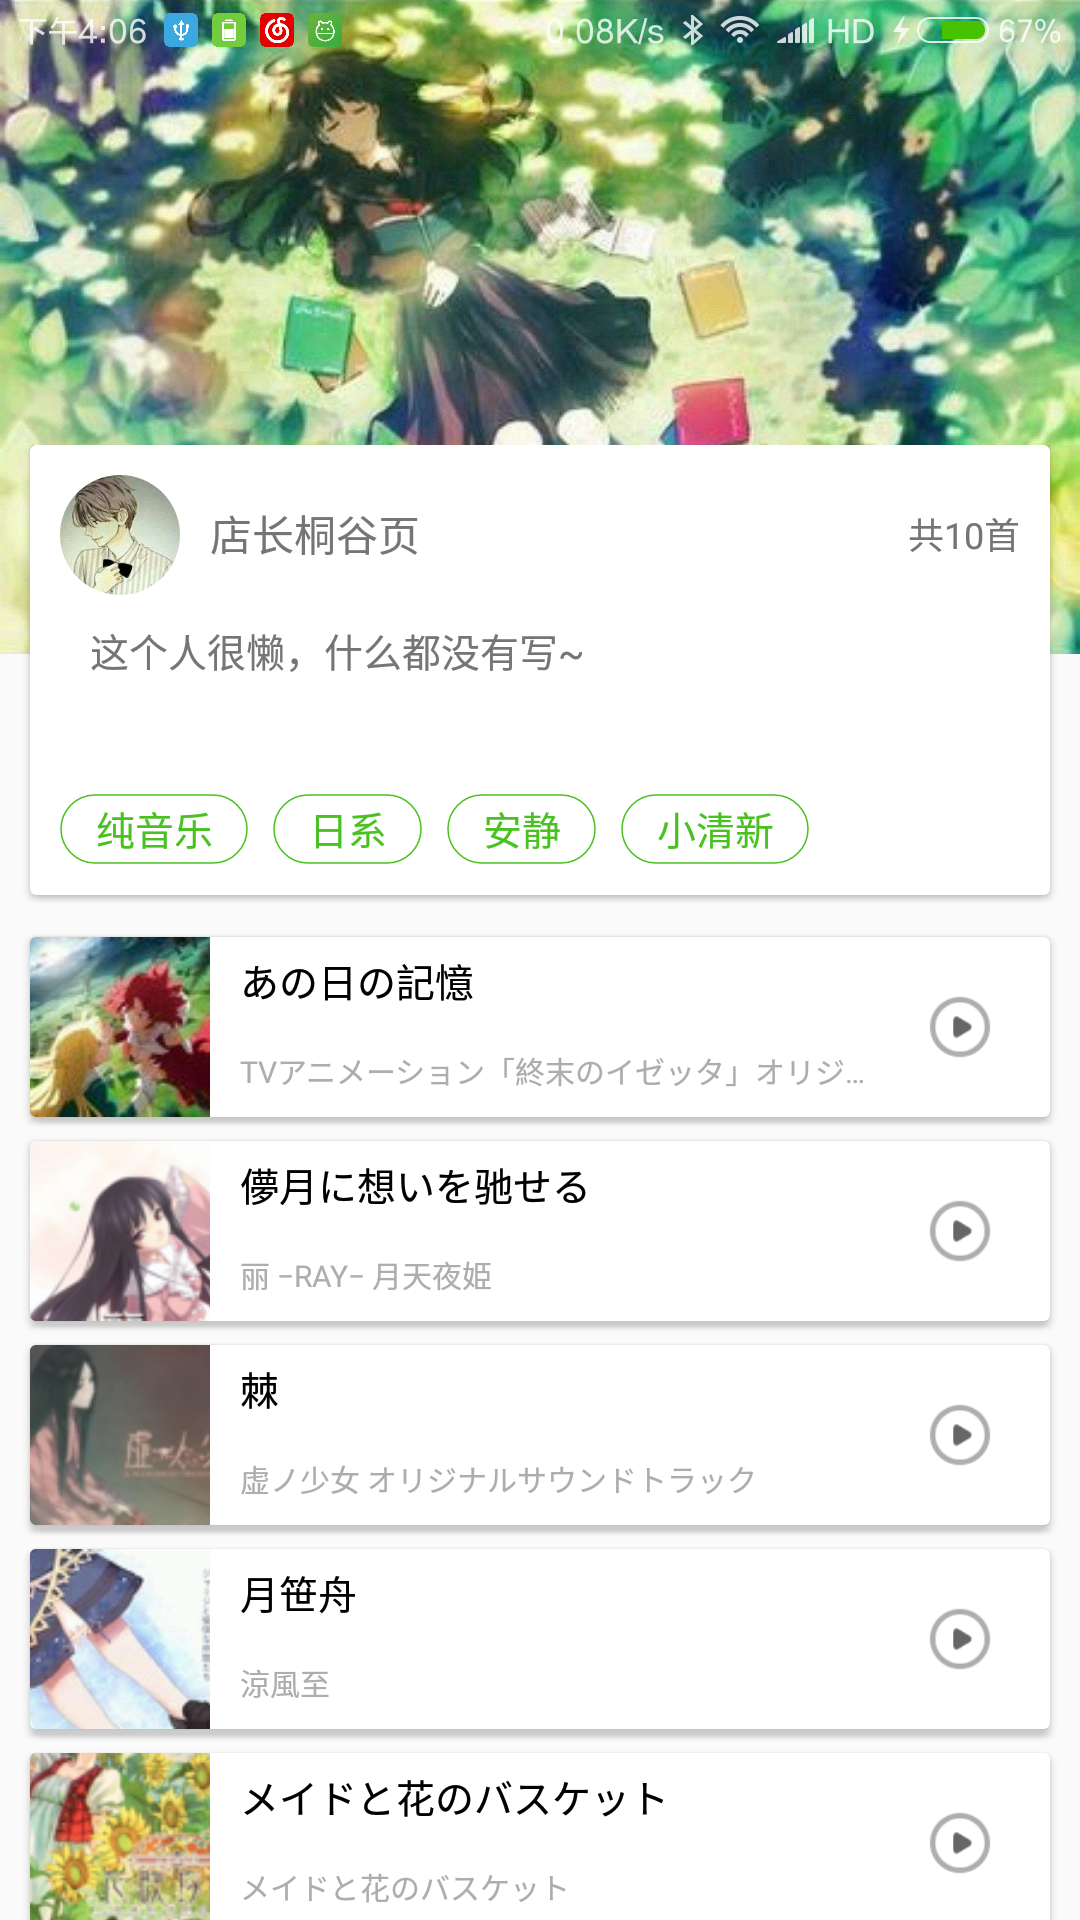 下午4:06 0.08K/s HD 67%
店长桐谷页 共10首
这个人很懒，什么都没有写~
纯音乐 日系 安静 小清新
あの日の記憶
TVアニメーション「終末のイゼッタ」オリジ...
儚月に想いを馳せる
丽 -RAY- 月天夜姫
棘
虚ノ少女 オリジナルサウンドトラック
月笹舟
涼風至
メイドと花のバスケット
メイドと花のバスケット